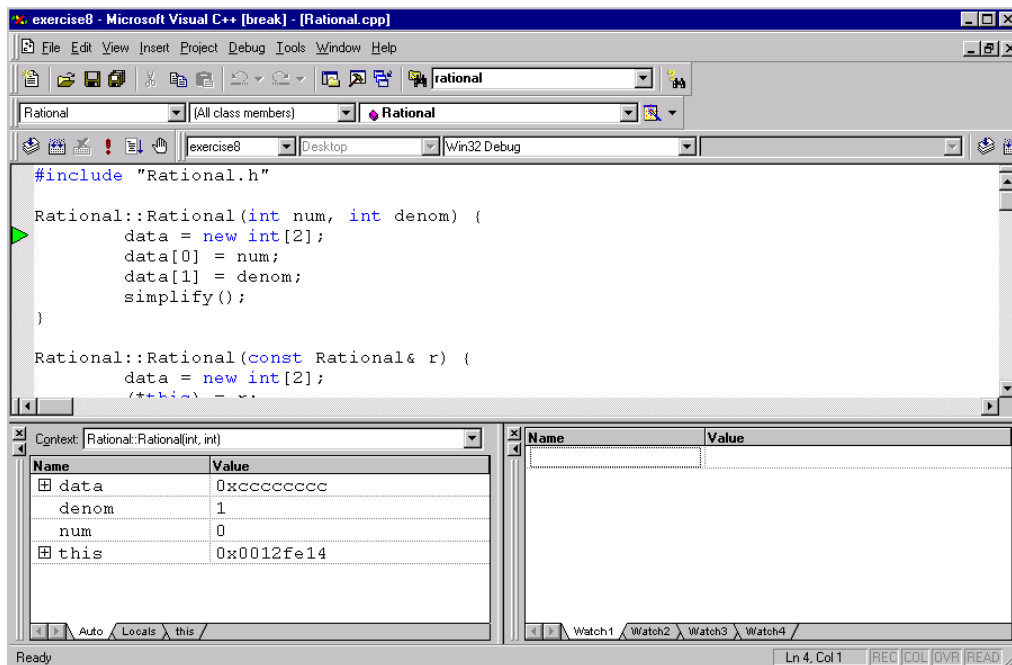 exercise8 - Microsoft Visual C++ [break] - [Rational.cpp]
File Edit View Insert Project Debug Tools Window Help
rational
Rational (All class members) Rational
exercise8 Desktop Win32 Debug
#include "Rational.h"
Rational::Rational(int num, int denom) {
data = new int[2];
data[0] = num;
data[1] = denom;
simplify();
}
Rational::Rational(const Rational& r) {
data = new int[2];
(*this) = r;
Context: Rational::Rational(int, int)
Name Value
data 0xcccccccc
denom 1
num 0
this 0x0012fe14
Auto Locals this
Name Value
Watch1 Watch2 Watch3 Watch4
Ready Ln 4, Col 1 REC COL OVR READ